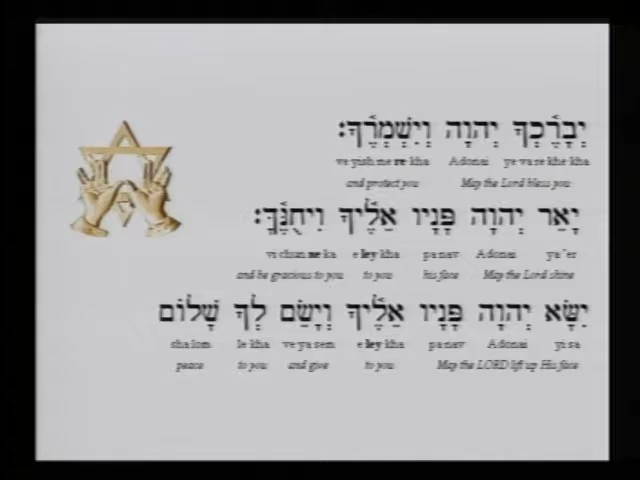 יְבָרֶכְךָ יְהוָה וְיִשְׁמְרֶךָ׃
ve yish me re kha Adonai ye va re khe kha
and protect you May the Lord bless you
יָאֵר יְהוָה פָּנָיו אֵלֶיךָ וִיחֻנֶּךָּ׃
vi chun ne ka e ley kha pa nav Adonai ya'er
and be gracious to you to you his face May the Lord shine
יִשָּׂא יְהוָה פָּנָיו אֵלֶיךָ וְיָשֵׂם לְךָ שָׁלוֹם
sha lom le kha ve ya sem e ley kha pa nav Adonai yi sa
peace to you and give to you May the LORD lift up His face